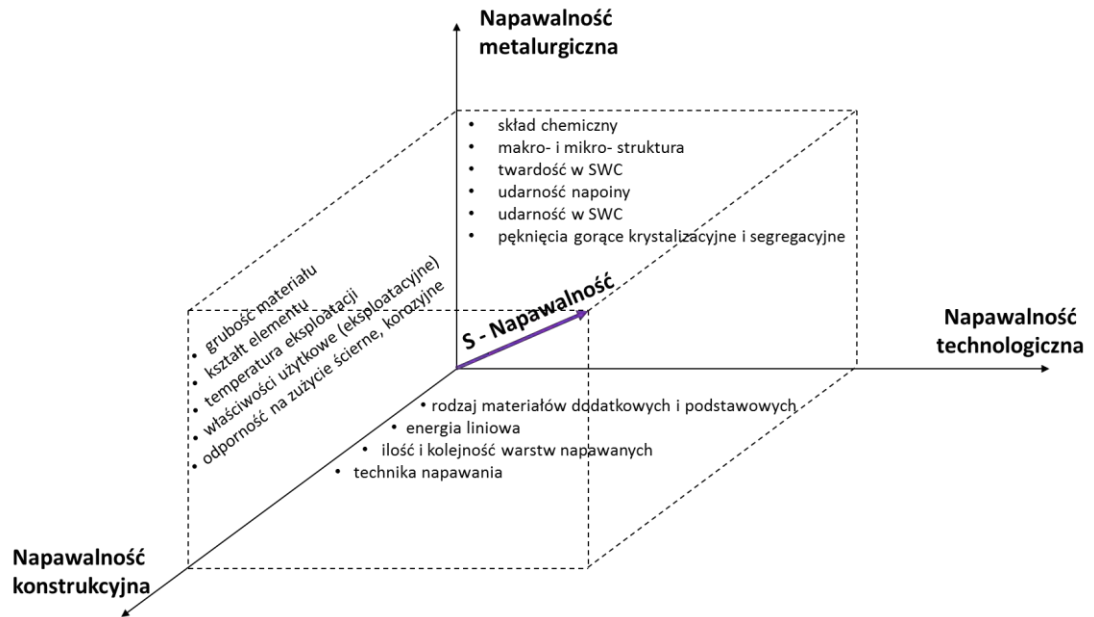 Napawalność
metalurgiczna
• skład chemiczny
• makro- i mikro- struktura
• twardość w SWC
• udarność napoiny
• udarność w SWC
• pęknięcia gorące krystalizacyjne i segregacyjne
• grubość materiału
• kształt elementu
• temperatura eksploatacji
• właściwości użytkowe (eksploatacyjne)
• odporność na zużycie ścierne, korozyjne
S - Napawalność
Napawalność
technologiczna
• rodzaj materiałów dodatkowych i podstawowych
• energia liniowa
• ilość i kolejność warstw napawanych
• technika napawania
Napawalność
konstrukcyjna